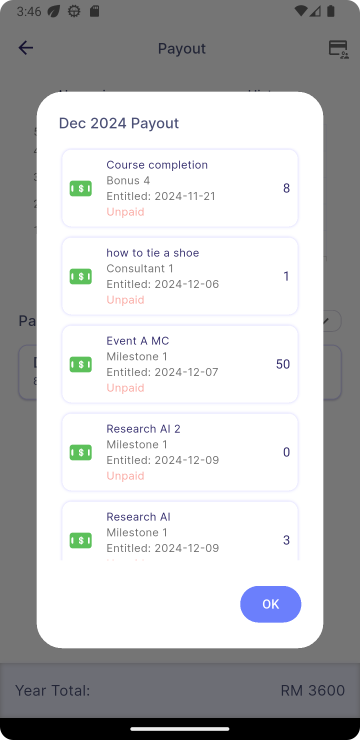 3:46
Payout
Dec 2024 Payout
Course completion
Bonus 4
Entitled: 2024-11-21
Unpaid
8
how to tie a shoe
Consultant 1
Entitled: 2024-12-06
Unpaid
1
Event A MC
Milestone 1
Entitled: 2024-12-07
Unpaid
50
Research AI 2
Milestone 1
Entitled: 2024-12-09
Unpaid
0
Research AI
Milestone 1
Entitled: 2024-12-09
3
OK
Year Total:
RM 3600